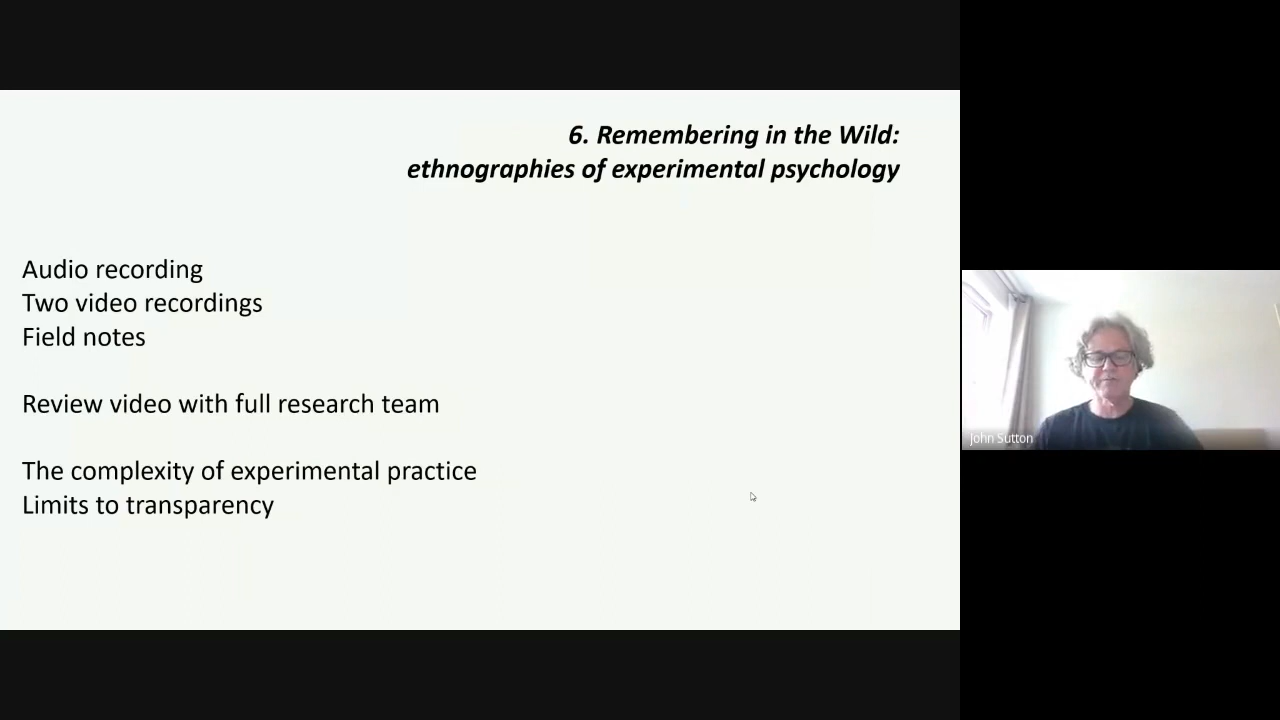 6. Remembering in the Wild:
ethnographies of experimental psychology
Audio recording
Two video recordings
Field notes
Review video with full research team
The complexity of experimental practice
Limits to transparency
John Sutton